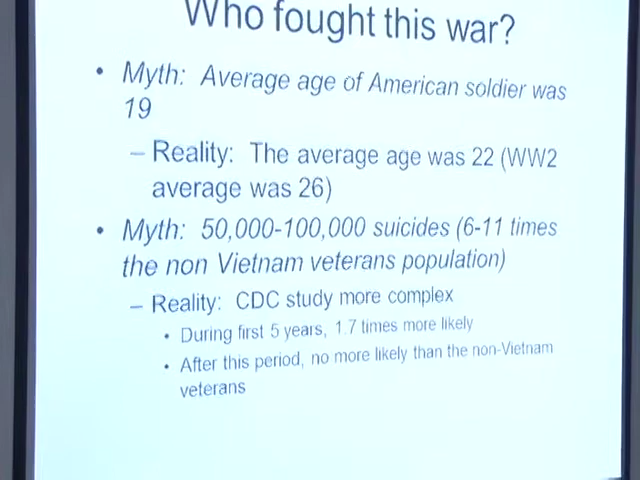 Who fought this war?
• Myth: Average age of American soldier was
19
– Reality: The average age was 22 (WW2
average was 26)
• Myth: 50,000-100,000 suicides (6-11 times
the non Vietnam veterans population)
– Reality: CDC study more complex
• During first 5 years, 1.7 times more likely
• After this period, no more likely than the non-Vietnam
veterans